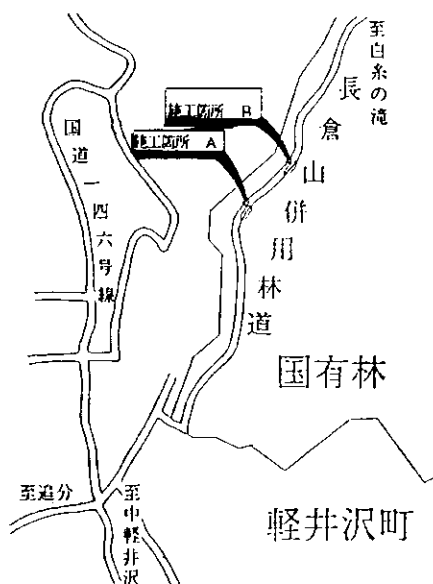 至白糸の滝
長倉山併用林道
施工箇所 B
施工箇所 A
国道一四六号線
国有林
至追分
至中軽井沢
軽井沢町